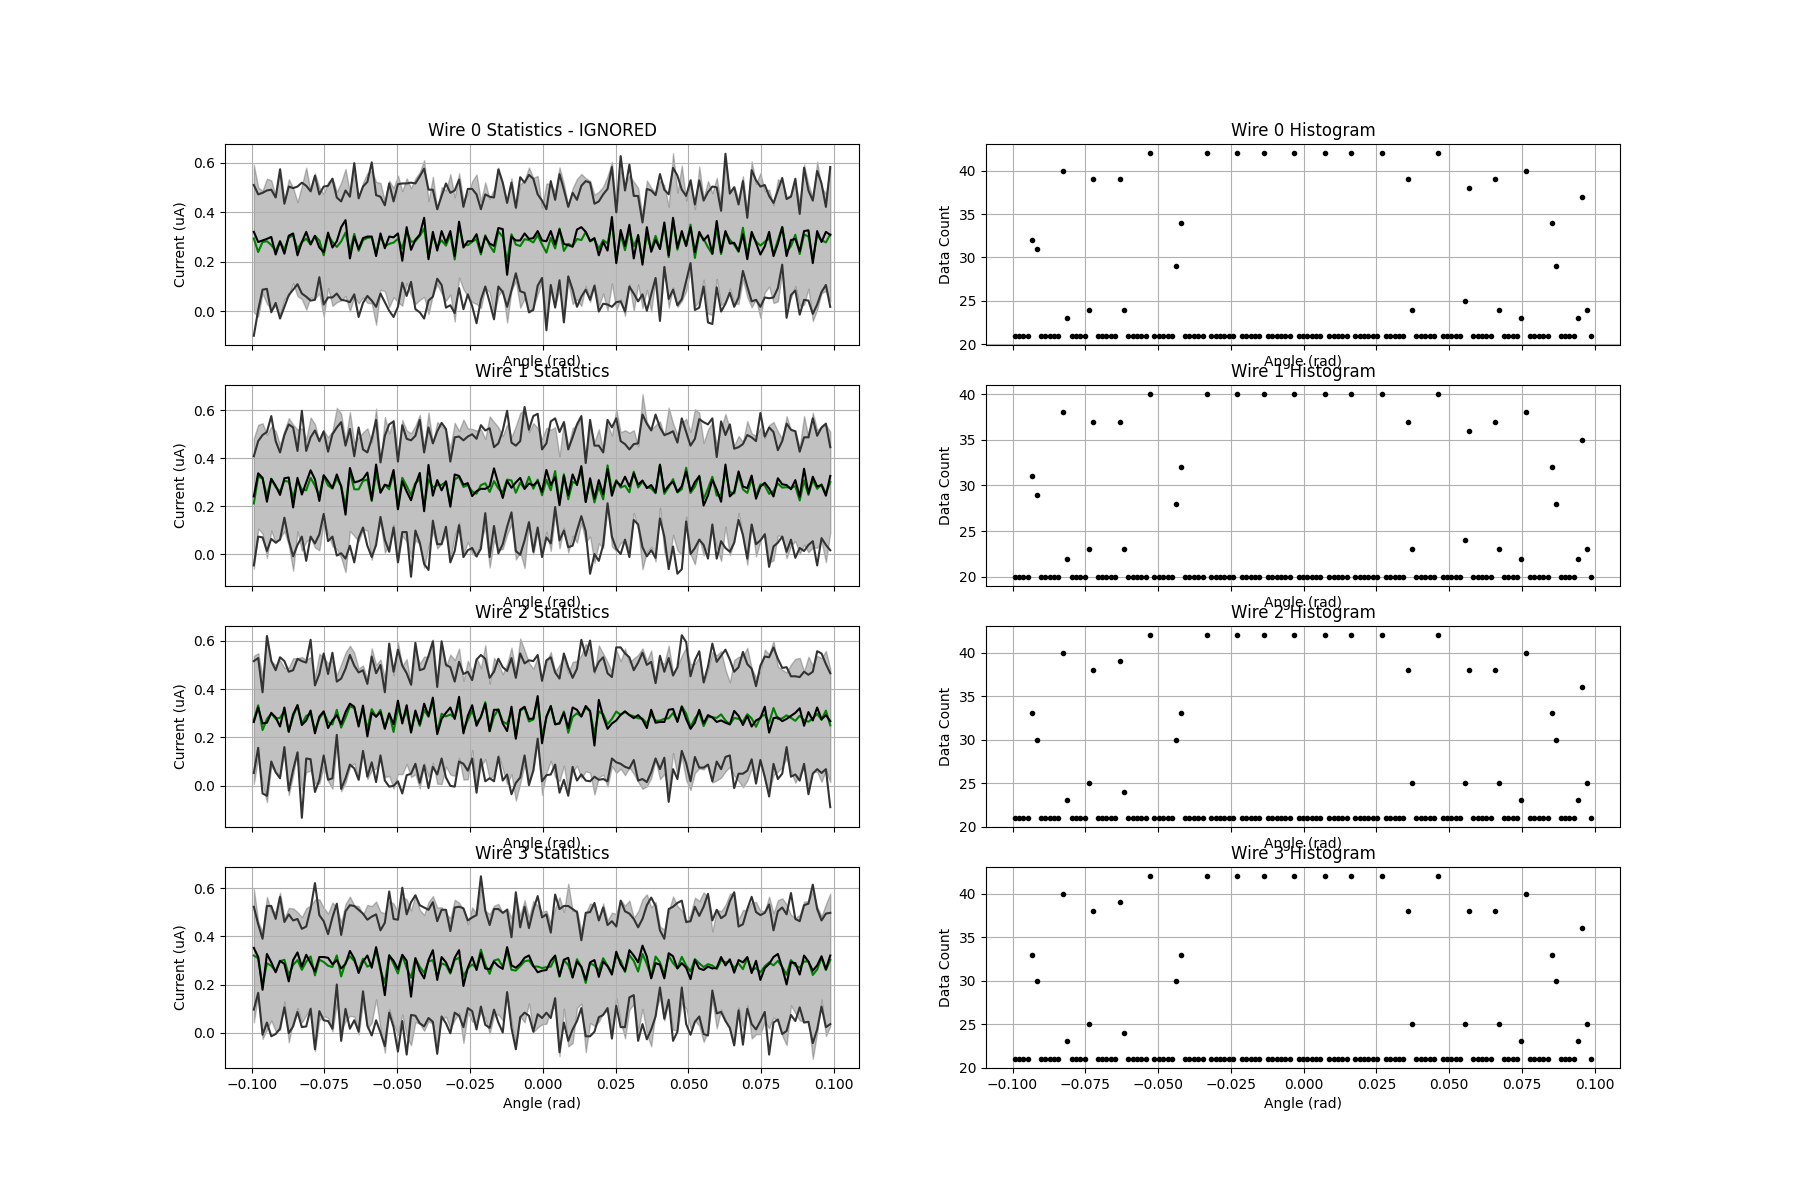 Wire 0 Statistics - IGNORED
Current (uA)
0.6
0.4
0.2
0.0
Angle (rad)
Wire 0 Histogram
Data Count
40
35
30
25
20
Angle (rad)
Wire 1 Statistics
Current (uA)
0.6
0.4
0.2
0.0
Angle (rad)
Wire 1 Histogram
Data Count
40
35
30
25
20
Angle (rad)
Wire 2 Statistics
Current (uA)
0.6
0.4
0.2
0.0
Angle (rad)
Wire 2 Histogram
Data Count
40
35
30
25
20
Angle (rad)
Wire 3 Statistics
Current (uA)
0.6
0.4
0.2
0.0
−0.100 −0.075 −0.050 −0.025 0.000 0.025 0.050 0.075 0.100
Angle (rad)
Wire 3 Histogram
Data Count
40
35
30
25
20
−0.100 −0.075 −0.050 −0.025 0.000 0.025 0.050 0.075 0.100
Angle (rad)